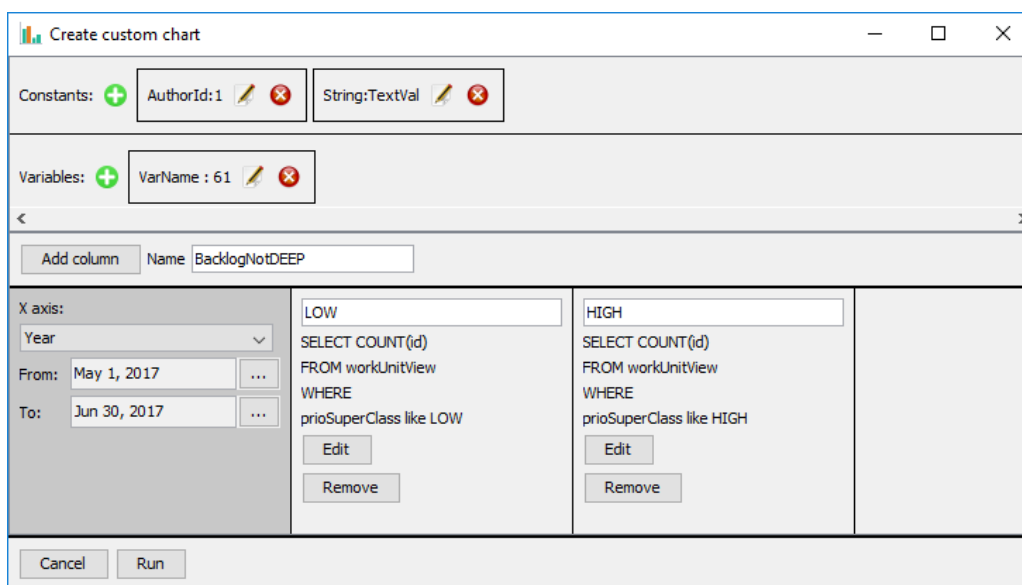 Create custom chart
Constants: AuthorId:1 String:TextVal
Variables: VarName : 61
Add column Name BacklogNotDEEP
X axis:
Year
From: May 1, 2017 ...
To: Jun 30, 2017 ...
LOW
SELECT COUNT(id)
FROM workUnitView
WHERE
prioSuperClass like LOW
Edit
Remove
HIGH
SELECT COUNT(id)
FROM workUnitView
WHERE
prioSuperClass like HIGH
Edit
Remove
Cancel Run